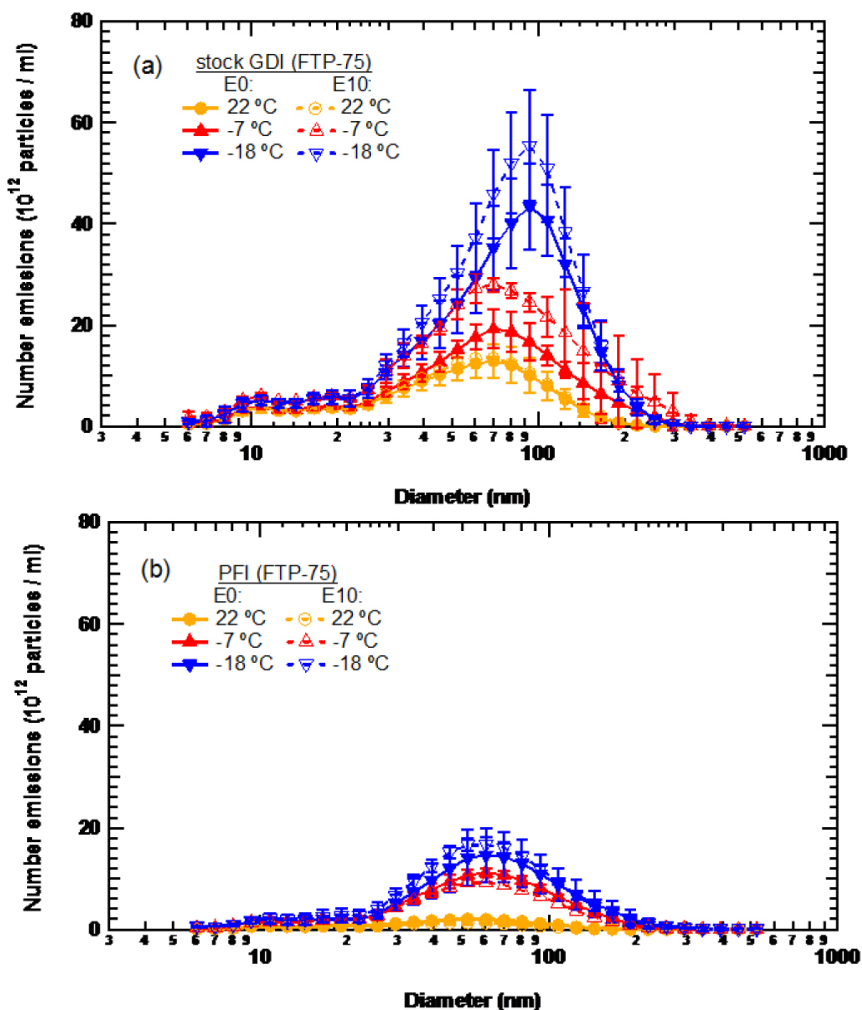 (a)
stock GDI (FTP-75)
E0: E10:
22 ºC 22 ºC
-7 ºC -7 ºC
-18 ºC -18 ºC
Number emissions (10^12 particles / ml)
80
60
40
20
0
3 4 5 6 7 8 9 10 2 3 4 5 6 7 8 9 100 2 3 4 5 6 7 8 9 1000
Diameter (nm)
(b)
PFI (FTP-75)
E0: E10:
22 ºC 22 ºC
-7 ºC -7 ºC
-18 ºC -18 ºC
Number emissions (10^12 particles / ml)
80
60
40
20
0
3 4 5 6 7 8 9 10 2 3 4 5 6 7 8 9 100 2 3 4 5 6 7 8 9 1000
Diameter (nm)